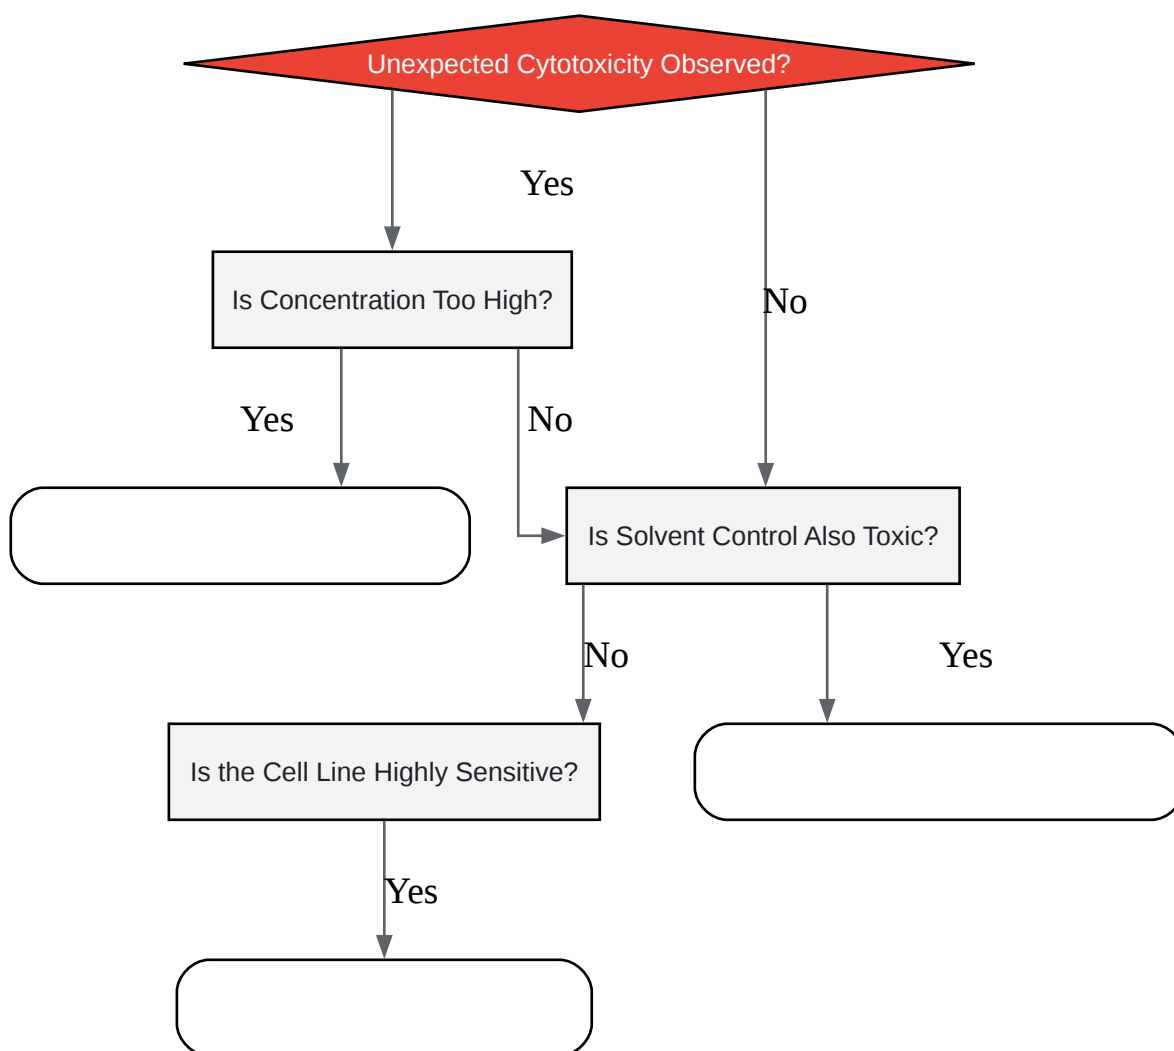 Unexpected Cytotoxicity Observed?
Yes
Is Concentration Too High?
No
Yes
No
Is Solvent Control Also Toxic?
No
Yes
Is the Cell Line Highly Sensitive?
Yes